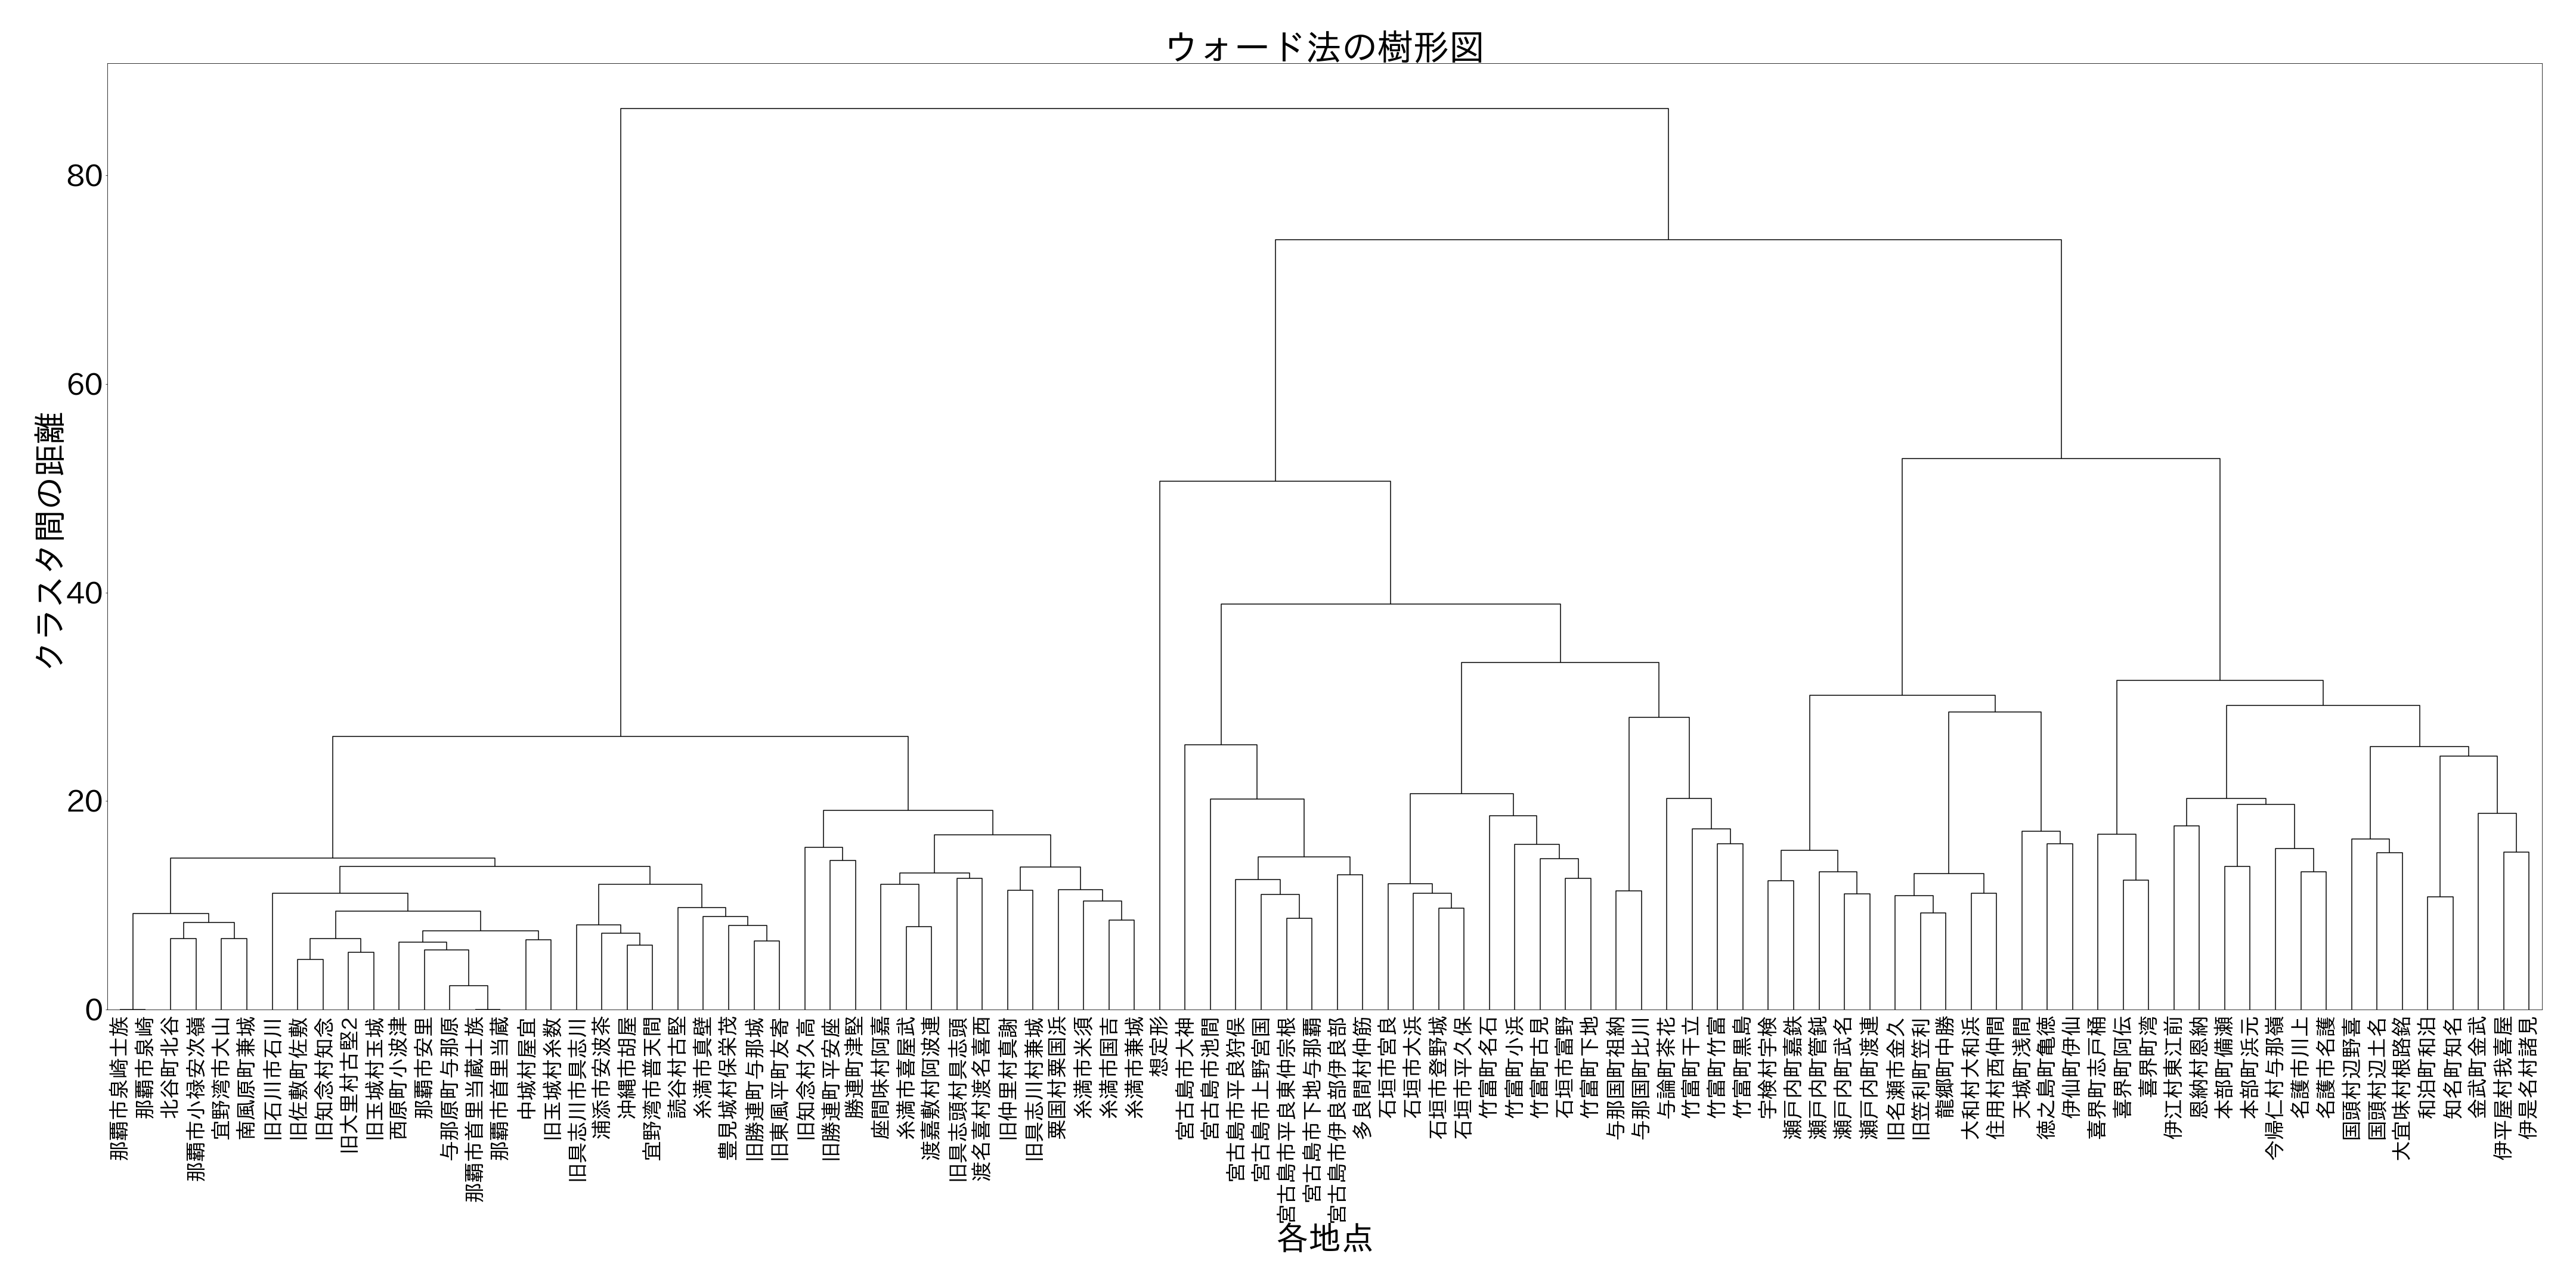 ウォード法の樹形図
クラスタ間の距離
80
60
40
20
0
那覇市泉崎士族
那覇市泉崎
北谷町北谷
那覇市小禄安次嶺
宜野湾市大山
南風原町兼城
旧石川市石川
旧佐敷町佐敷
旧知念村知念
旧大里村古堅2
旧玉城村玉城
西原町小波津
那覇市安里
与那原町与那原
那覇市首里当蔵士族
那覇市首里当蔵
中城村屋宜
旧玉城村糸数
旧具志川市具志川
浦添市安波茶
沖縄市胡屋
宜野湾市普天間
読谷村古堅
糸満市真壁
豊見城村保栄茂
旧勝連町与那城
旧東風平町友寄
旧知念村久高
旧勝連町平安座
勝連町津堅
座間味村阿嘉
糸満市喜屋武
渡嘉敷村阿波連
旧具志頭村具志頭
渡名喜村渡名喜西
旧仲里村真謝
旧具志川村兼城
粟国村粟国浜
糸満市米須
糸満市国吉
糸満市兼城
想定形
宮古島市大神
宮古島市池間
宮古島市平良狩俣
宮古島市上野宮国
宮古島市平良東仲宗根
宮古島市下地与那覇
宮古島市伊良部伊良部
多良間村仲筋
石垣市宮良
石垣市大浜
石垣市登野城
石垣市平久保
竹富町名石
竹富町小浜
竹富町古見
石垣市富野
竹富町下地
与那国町祖納
与那国町比川
与論町茶花
竹富町干立
竹富町竹富
竹富町黒島
宇検村宇検
瀬戸内町嘉鉄
瀬戸内町管鈍
瀬戸内町武名
瀬戸内町渡連
旧名瀬市金久
旧笠利町笠利
龍郷町中勝
大和村大和浜
住用村西仲間
天城町浅間
徳之島町亀徳
伊仙町伊仙
喜界町志戸桶
喜界町阿伝
喜界町湾
伊江村東江前
恩納村恩納
本部町備瀬
本部町浜元
今帰仁村与那嶺
名護市川上
名護市名護
国頭村辺野喜
国頭村辺土名
大宜味村根路銘
和泊町和泊
知名町知名
金武町金武
伊平屋村我喜屋
伊是名村諸見
各地点